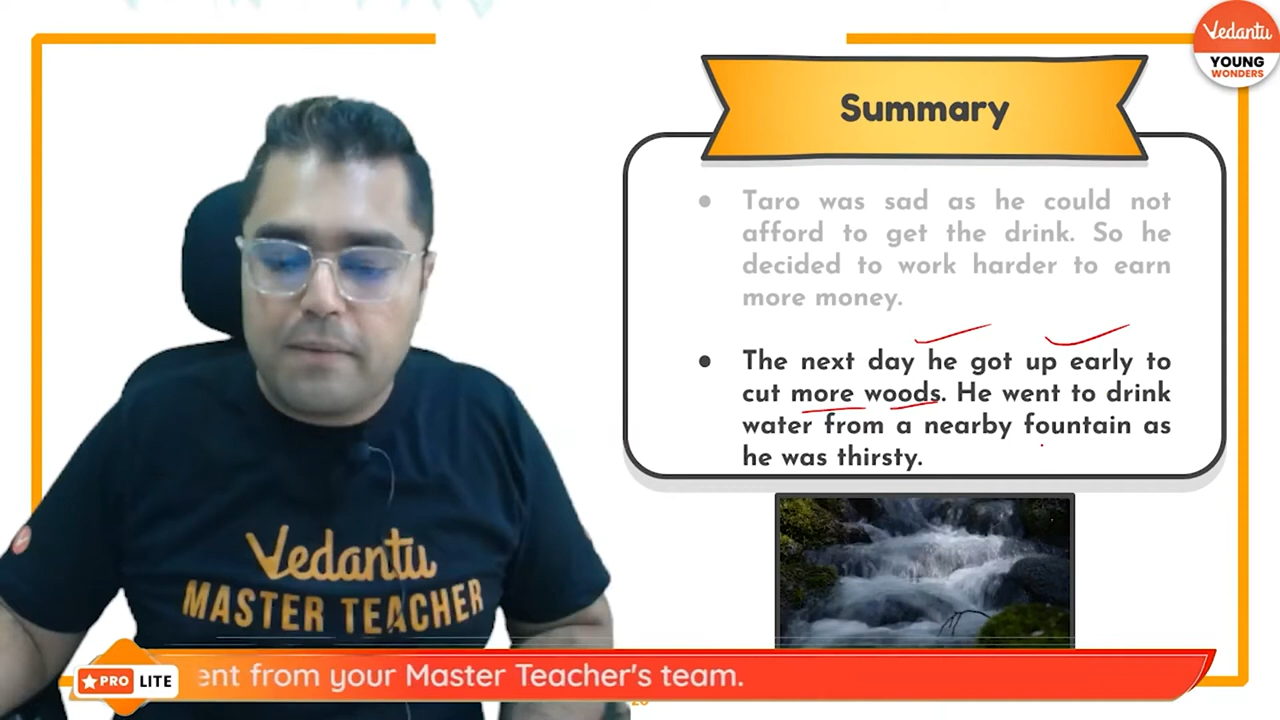 Vedantu
YOUNG
WONDERS
Summary
Taro was sad as he could not
afford to get the drink. So he
decided to work harder to earn
more money.
The next day he got up early to
cut more woods. He went to drink
water from a nearby fountain as
he was thirsty.
Vedantu
MASTER TEACHER
PRO LITE
ent from your Master Teacher's team.